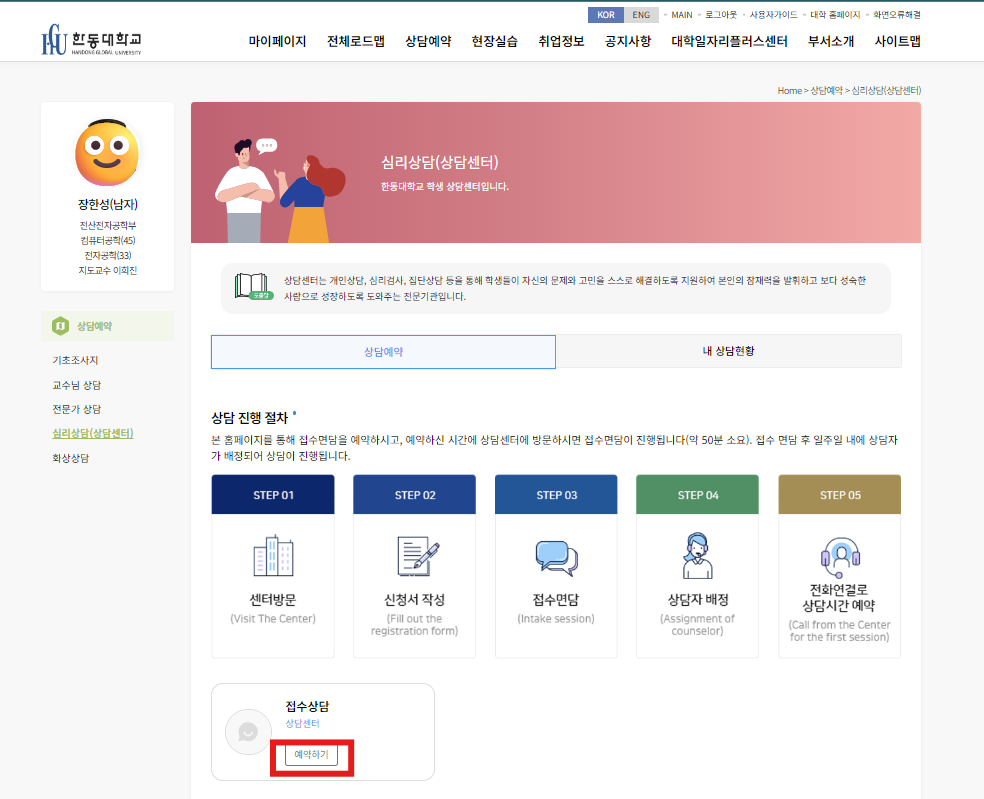 KOR ENG MAIN 로그아웃 사용자가이드 대학 홈페이지 화면오류해결
한동대학교
HANDONG GLOBAL UNIVERSITY
마이페이지 전체로드맵 상담예약 현장실습 취업정보 공지사항 대학일자리플러스센터 부서소개 사이트맵
Home > 상담예약 > 심리상담(상담센터)
장한성(남자)
전산전자공학부
컴퓨터공학(45)
전자공학(33)
지도교수 이희진
상담예약
기초조사지
교수님 상담
전문가 상담
심리상담(상담센터)
화상상담
심리상담(상담센터)
한동대학교 학생 상담센터입니다.
도움말
상담센터는 개인상담, 심리검사, 집단상담 등을 통해 학생들이 자신의 문제와 고민을 스스로 해결하도록 지원하여 본인의 잠재력을 발휘하고 보다 성숙한
사람으로 성장하도록 도와주는 전문기관입니다.
상담예약 내 상담현황
상담 진행 절차
본 홈페이지를 통해 접수면담을 예약하시고, 예약하신 시간에 상담센터에 방문하시면 접수면담이 진행됩니다(약 50분 소요). 접수 면담 후 일주일 내에 상담자
가 배정되어 상담이 진행됩니다.
STEP 01
센터방문
(Visit The Center)
STEP 02
신청서 작성
(Fill out the
registration form)
STEP 03
접수면담
(Intake session)
STEP 04
상담자 배정
(Assignment of
counselor)
STEP 05
전화연결로
상담시간 예약
(Call from the Center
for the first session)
접수상담
상담센터
예약하기